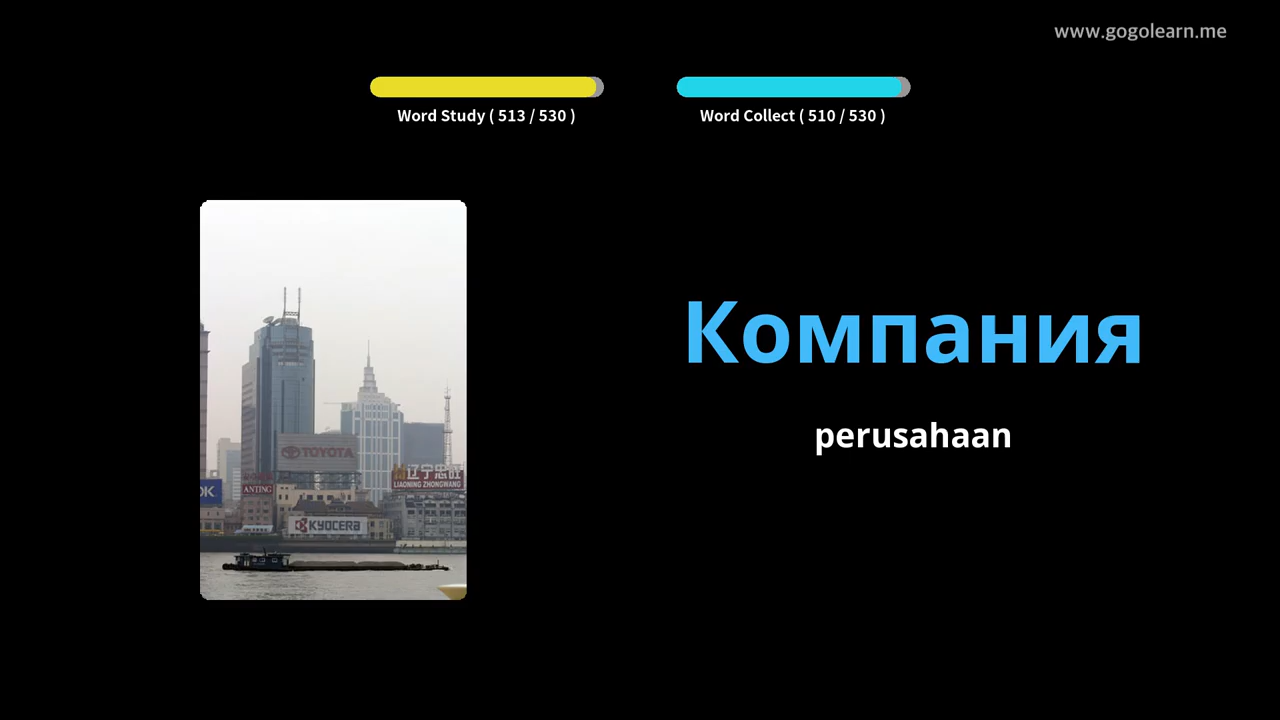 www.gogolearn.me
Word Study ( 513 / 530 )
Word Collect ( 510 / 530 )
Компания
perusahaan
TOYOTA
辽宁忠旺
LIAONING ZHONGWANG
OK
ANTING
KYOCERA